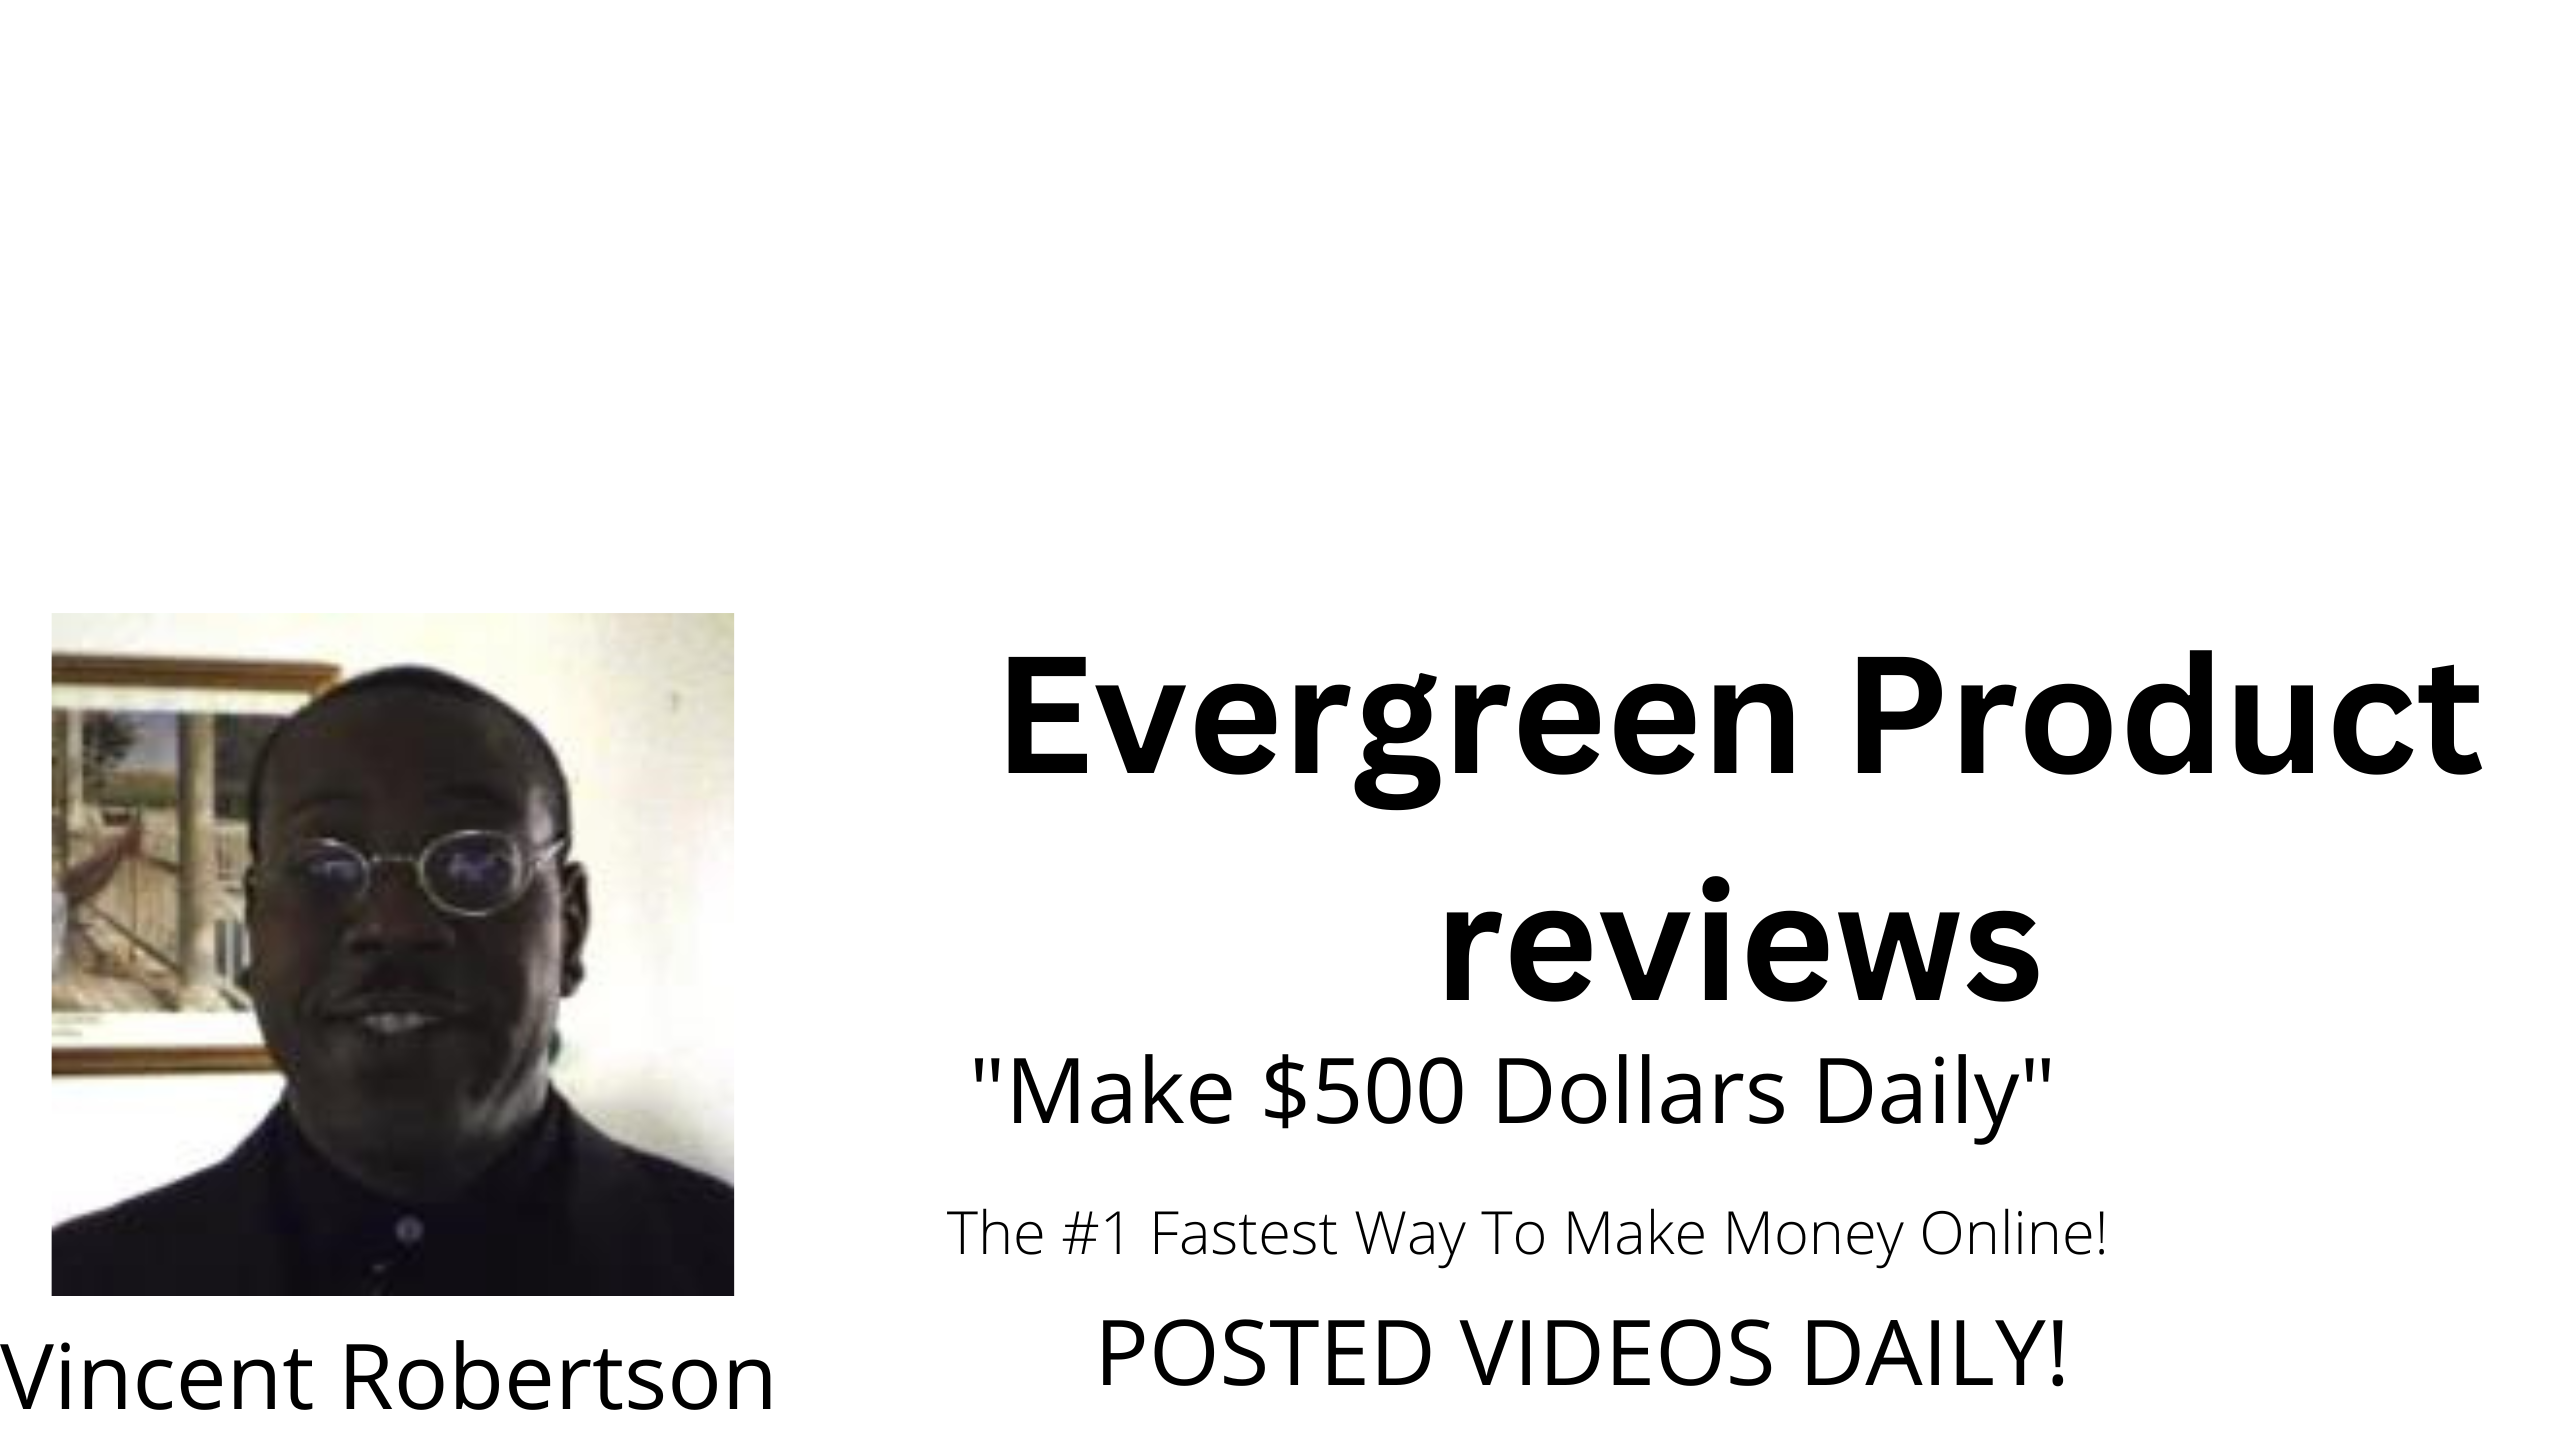 Evergreen Product
reviews
"Make $500 Dollars Daily"
The #1 Fastest Way To Make Money Online!
POSTED VIDEOS DAILY!
Vincent Robertson